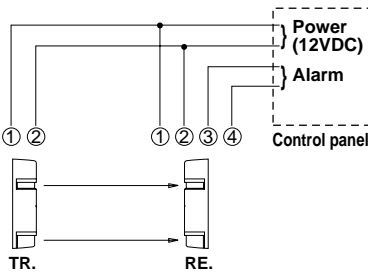 Power
(12VDC)
Alarm
① ② ① ② ③ ④
Control panel
TR. RE.